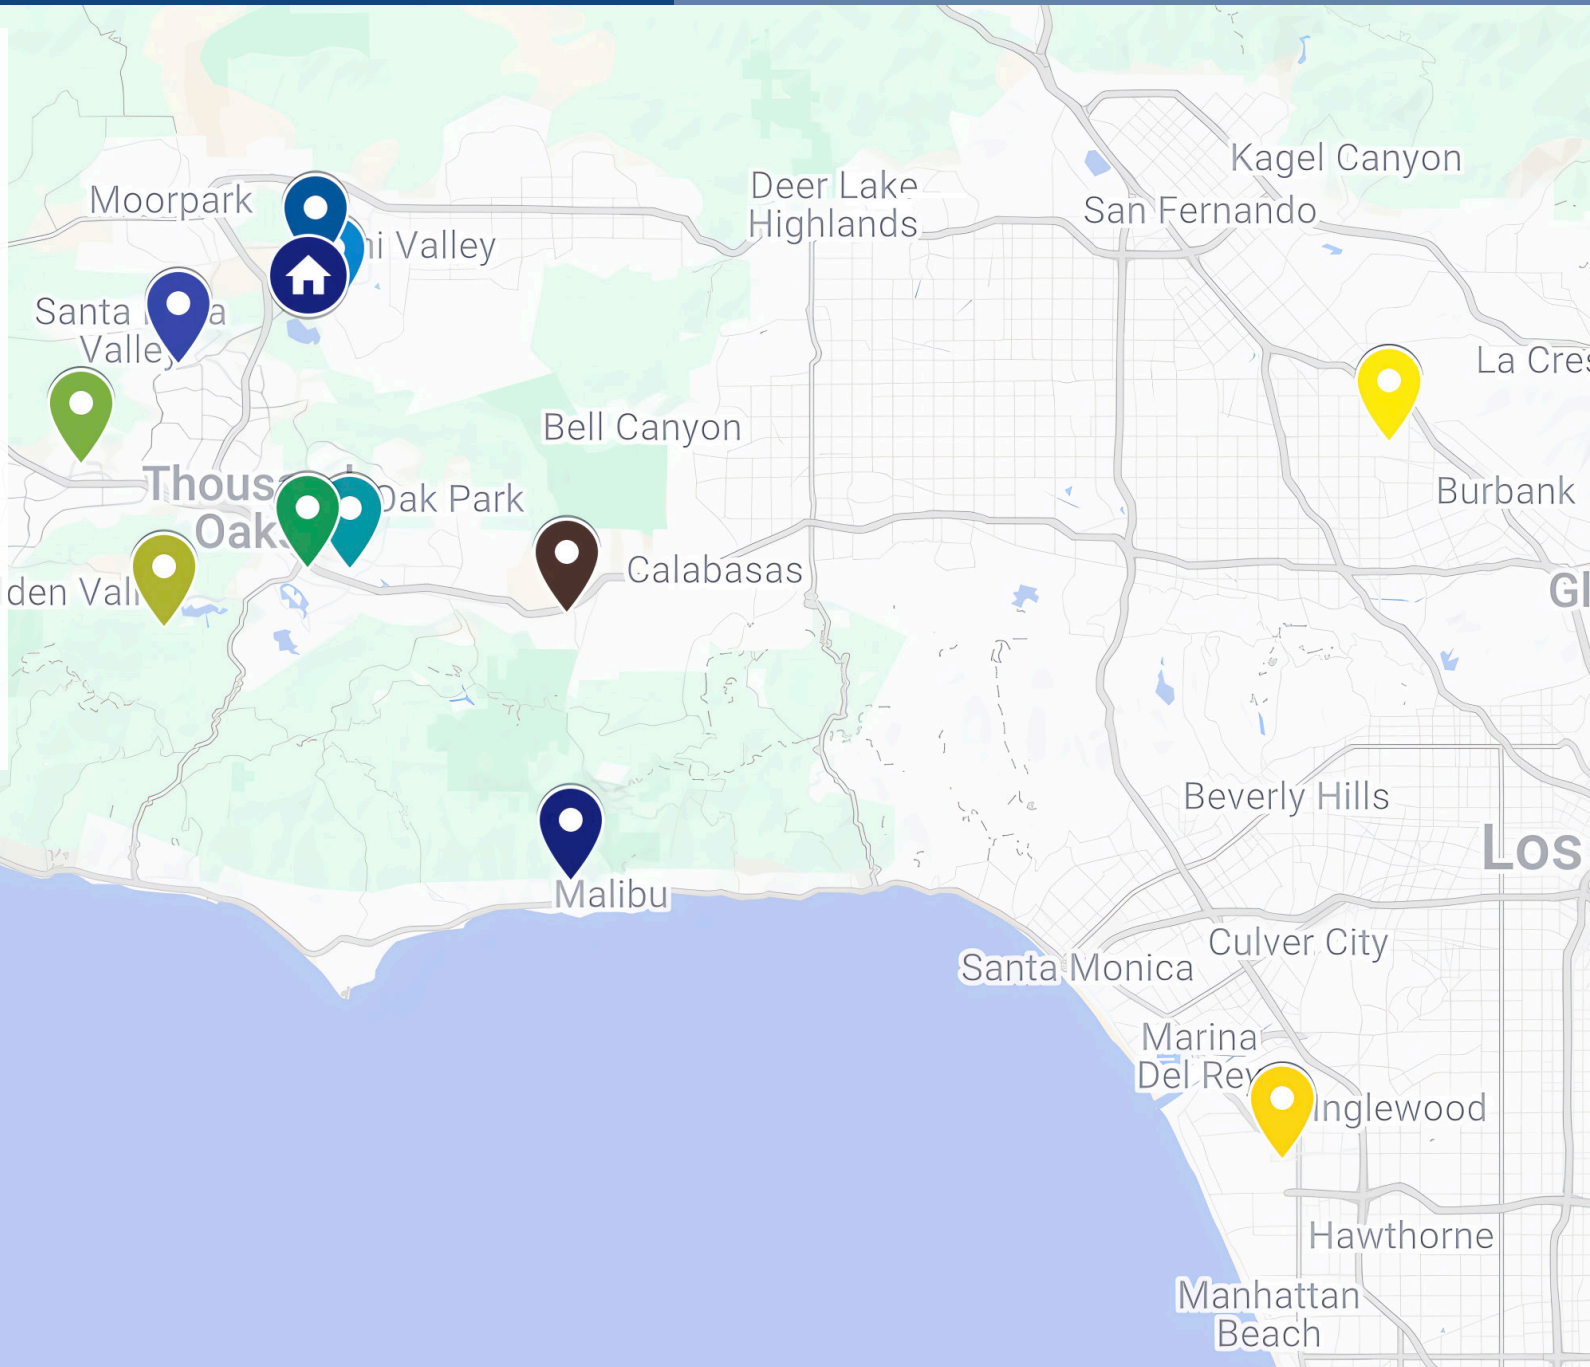 Kagel Canyon
Deer Lake
Highlands
Moorpark
San Fernando
Valley
Santa
Valley
La
Bell Canyon
Burbank
Oak Park
Calabasas
Beverly Hills
Los
Malibu
Culver City
Santa Monica
Marina
Del Rey
Inglewood
Hawthorne
Manhattan
Beach